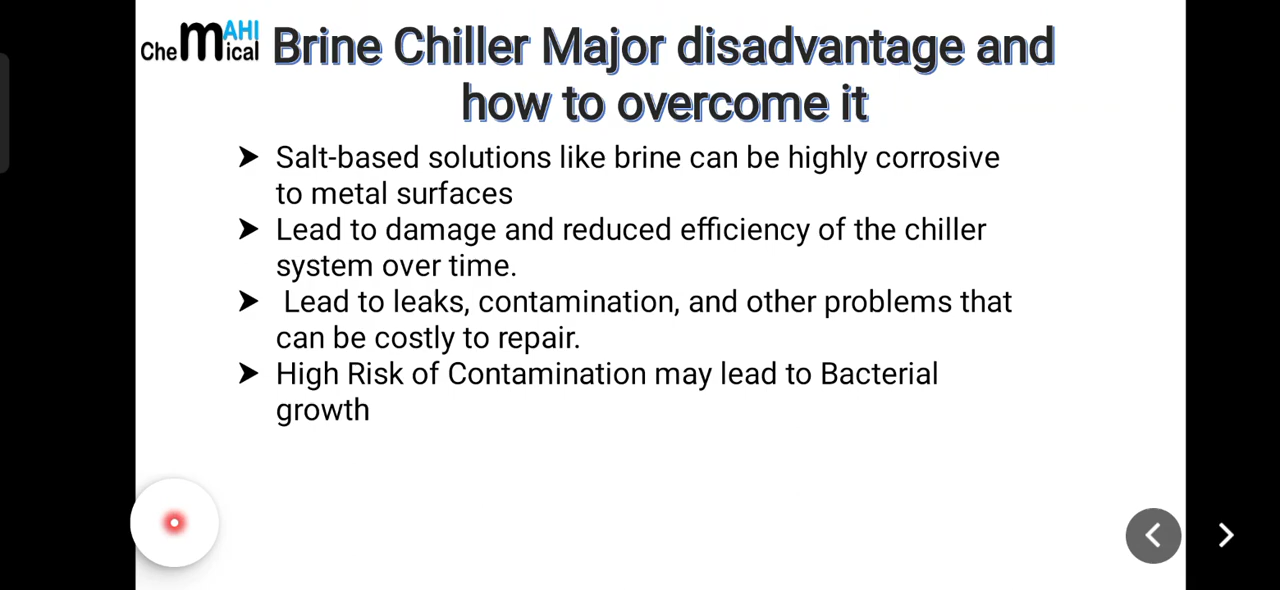 CheMAHIical
Brine Chiller Major disadvantage and
how to overcome it
➤ Salt-based solutions like brine can be highly corrosive
to metal surfaces
➤ Lead to damage and reduced efficiency of the chiller
system over time.
➤ Lead to leaks, contamination, and other problems that
can be costly to repair.
➤ High Risk of Contamination may lead to Bacterial
growth